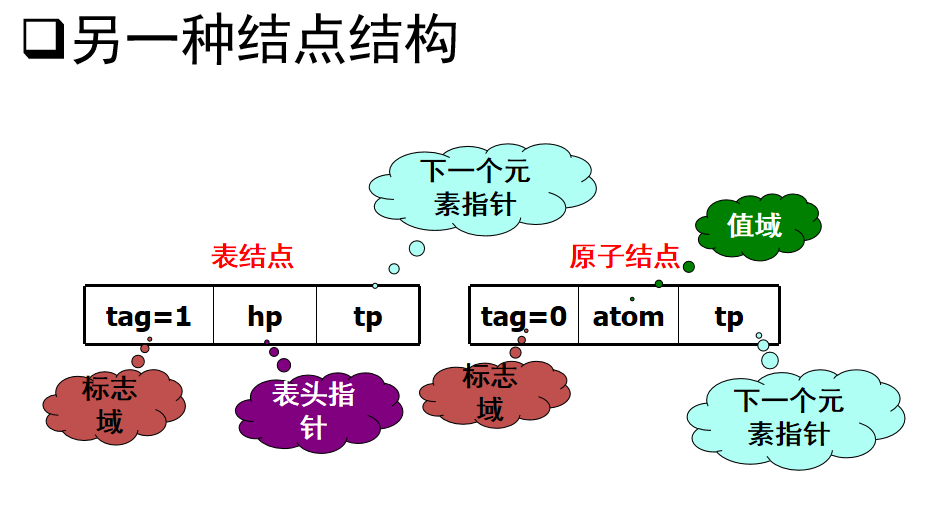 另一种结点结构
下一个元
素指针
值域
表结点
原子结点
tag=1 hp tp
tag=0 atom tp
标志
域
表头指
针
标志
域
下一个元
素指针